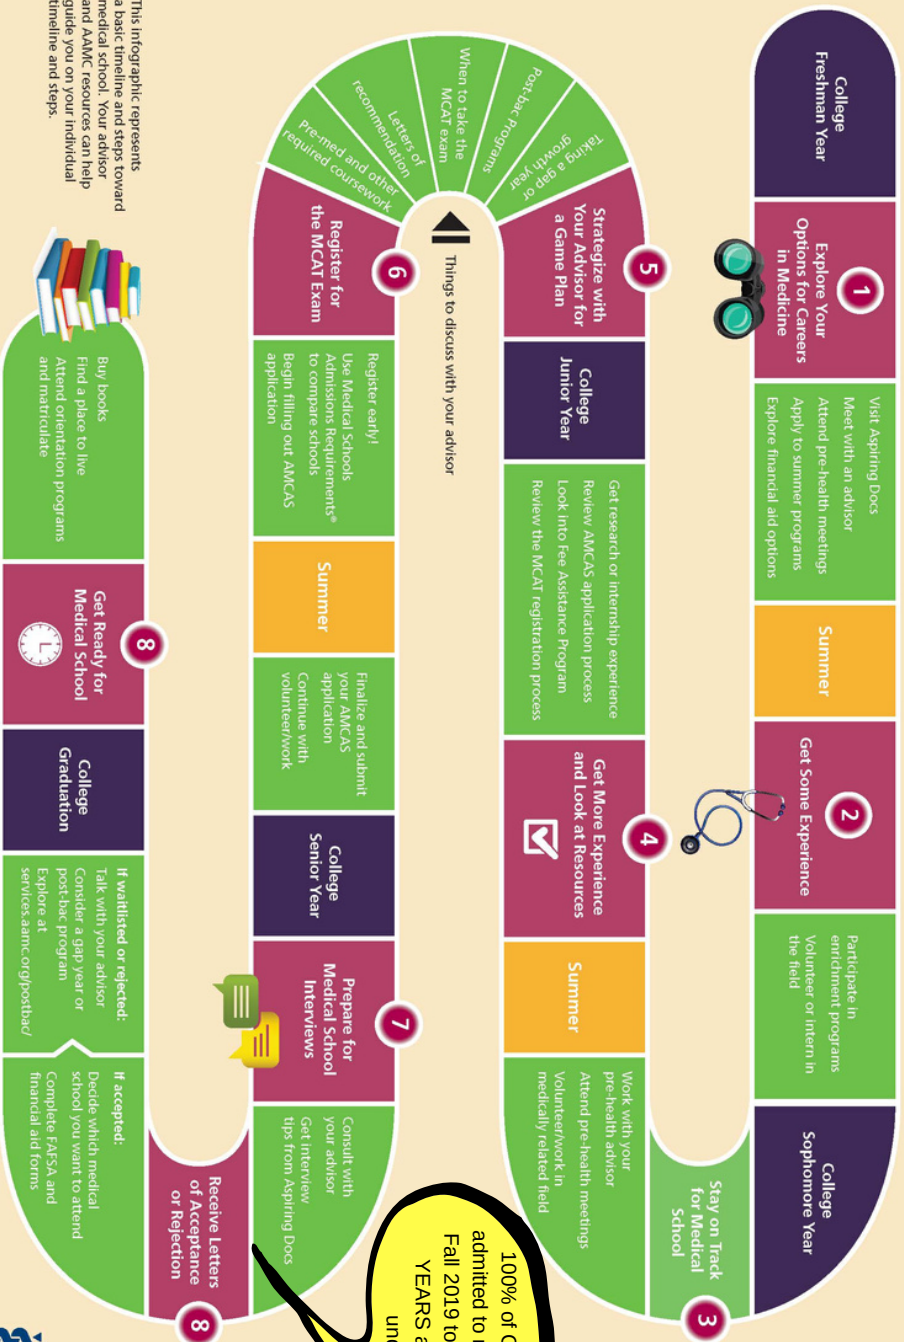 College
Freshman Year
1
Explore Your
Options for Careers
in Medicine
Visit Aspiring Docs
Meet with an advisor
Attend pre-health meetings
Apply to summer programs
Explore financial aid options
Summer
2
Get Some Experience
Participate in
enrichment programs
Volunteer or intern in
the field
College
Sophomore Year
3
Stay on Track
for Medical
School
Work with your
pre-health advisor
Attend pre-health meetings
Volunteer/work in
medically related field
Summer
4
Get More Experience
and Look at Resources
Get research or internship experience
Review AMCAS application process
Look into Fee Assistance Program
Review the MCAT registration process
College
Junior Year
5
Strategize with
Your Advisor for
a Game Plan
Things to discuss with your advisor
Taking a gap or
growth year
Post-bac Programs
When to take the
MCAT exam
Letters of
recommendation
Pre-med and other
required coursework
6
Register for
the MCAT Exam
Register early!
Use Medical Schools
Admissions Requirements®
to compare schools
Begin filling out AMCAS
application
Summer
Finalize and submit
your AMCAS
application
Continue with
volunteer/work
College
Senior Year
7
Prepare for
Medical School
Interviews
Consult with
your advisor
Get interview
tips from Aspiring Docs
100% of
admitted to
Fall 2019 to
YEARS
8
Receive Letters
of Acceptance
or Rejection
If accepted:
Decide which medical
school you want to attend
Complete FAFSA and
financial aid forms
If waitlisted or rejected:
Talk with your advisor
Consider a gap year or
post-bac program
Explore at
services.aamc.org/postbac/
College
Graduation
8
Get Ready for
Medical School
Buy books
Find a place to live
Attend orientation programs
and matriculate
This infographic represents
a basic timeline and steps toward
medical school. Your advisor
and AAMC resources can help
guide you on your individual
timeline and steps.